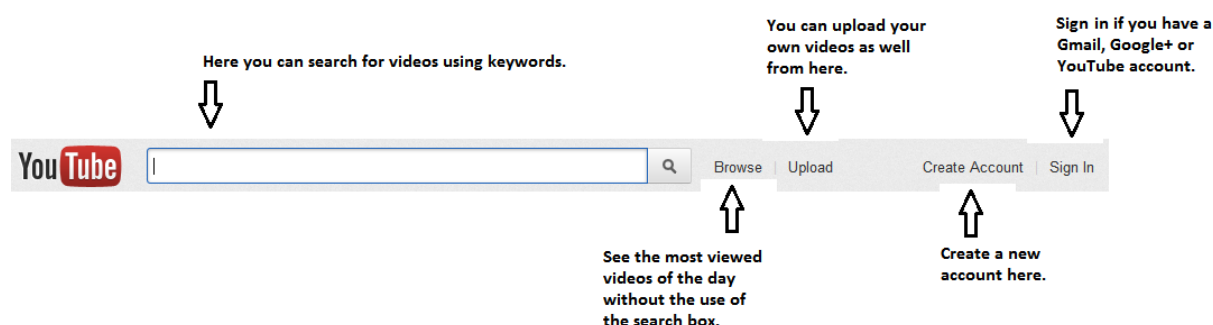 You can upload your
own videos as well
from here.
Sign in if you have a
Gmail, Google+ or
YouTube account.
Here you can search for videos using keywords.
YouTube
Browse
Upload
Create Account
Sign In
See the most viewed
videos of the day
without the use of
the search box.
Create a new
account here.